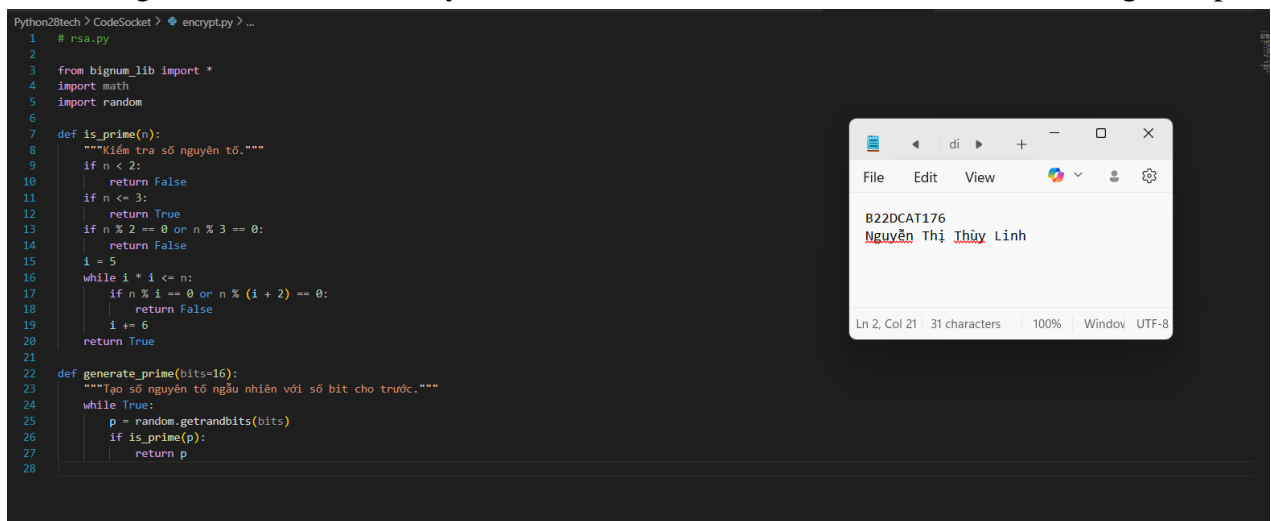 Python28tech > CodeSocket > encrypt.py > ...
1 # rsa.py
2
3 from bignum_lib import *
4 import math
5 import random
6
7 def is_prime(n):
8 """Kiểm tra số nguyên tố."""
9 if n < 2:
10 return False
11 if n <= 3:
12 return True
13 if n % 2 == 0 or n % 3 == 0:
14 return False
15 i = 5
16 while i * i <= n:
17 if n % i == 0 or n % (i + 2) == 0:
18 return False
19 i += 6
20 return True
21
22 def generate_prime(bits=16):
23 """Tạo số nguyên tố ngẫu nhiên với số bit cho trước."""
24 while True:
25 p = random.getrandbits(bits)
26 if is_prime(p):
27 return p
28
di
File Edit View
B22DCAT176
Nguyễn Thị Thùy Linh
Ln 2, Col 21 31 characters 100% Window UTF-8